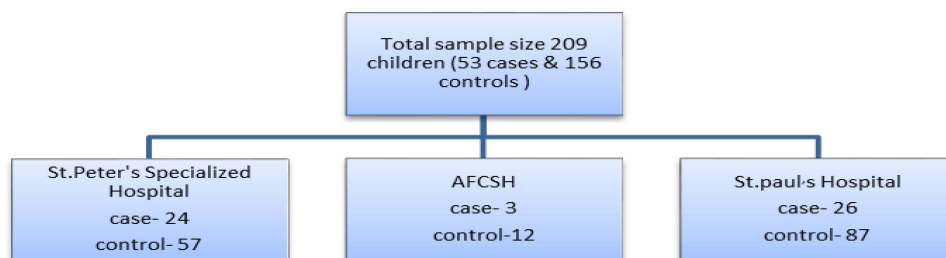 Total sample size 209
children (53 cases & 156
controls )
St.Peter's Specialized
Hospital
case- 24
control- 57
AFCSH
case- 3
control-12
St.paul's Hospital
case- 26
control- 87